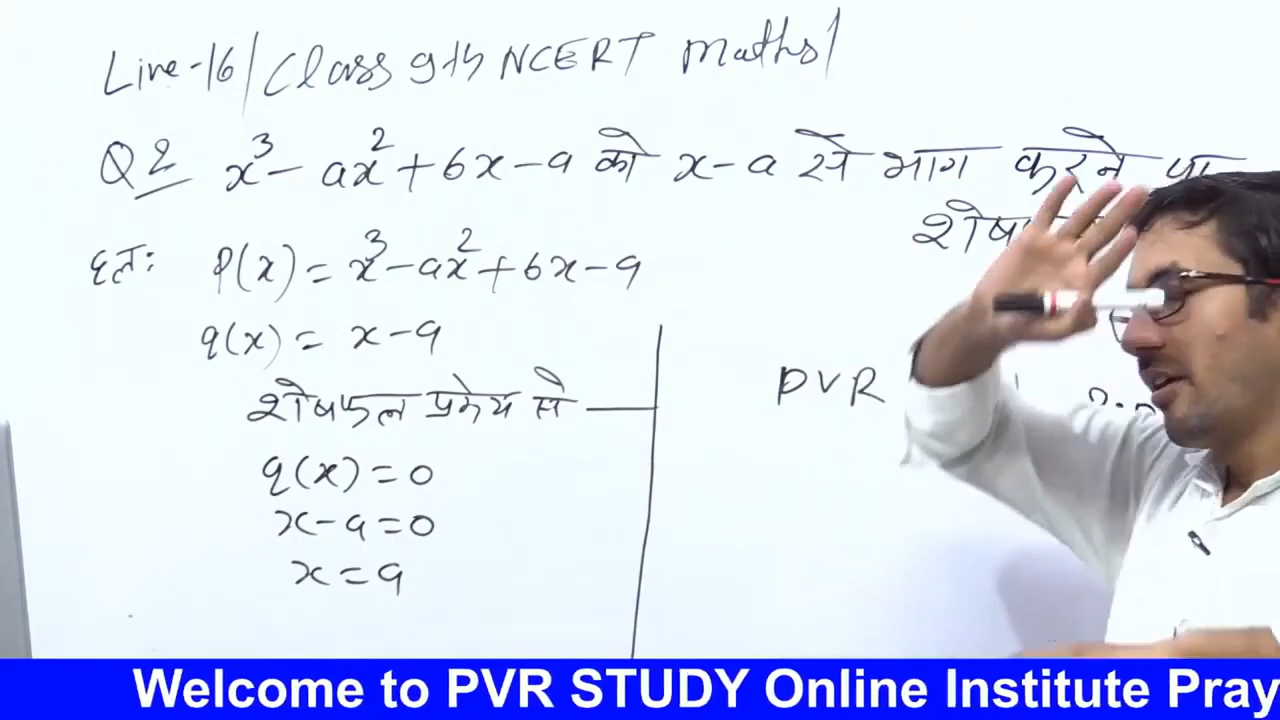 Live-16/Class 9th NCERT Maths/
Q2 x³ - ax² + 6x - a को x - a से भाग करने पर
हल: P(x) = x³ - ax² + 6x - a
q(x) = x - a
शेषफल प्रमेय से
q(x) = 0
x - a = 0
x = a
PVR
Welcome to PVR STUDY Online Institute Pray